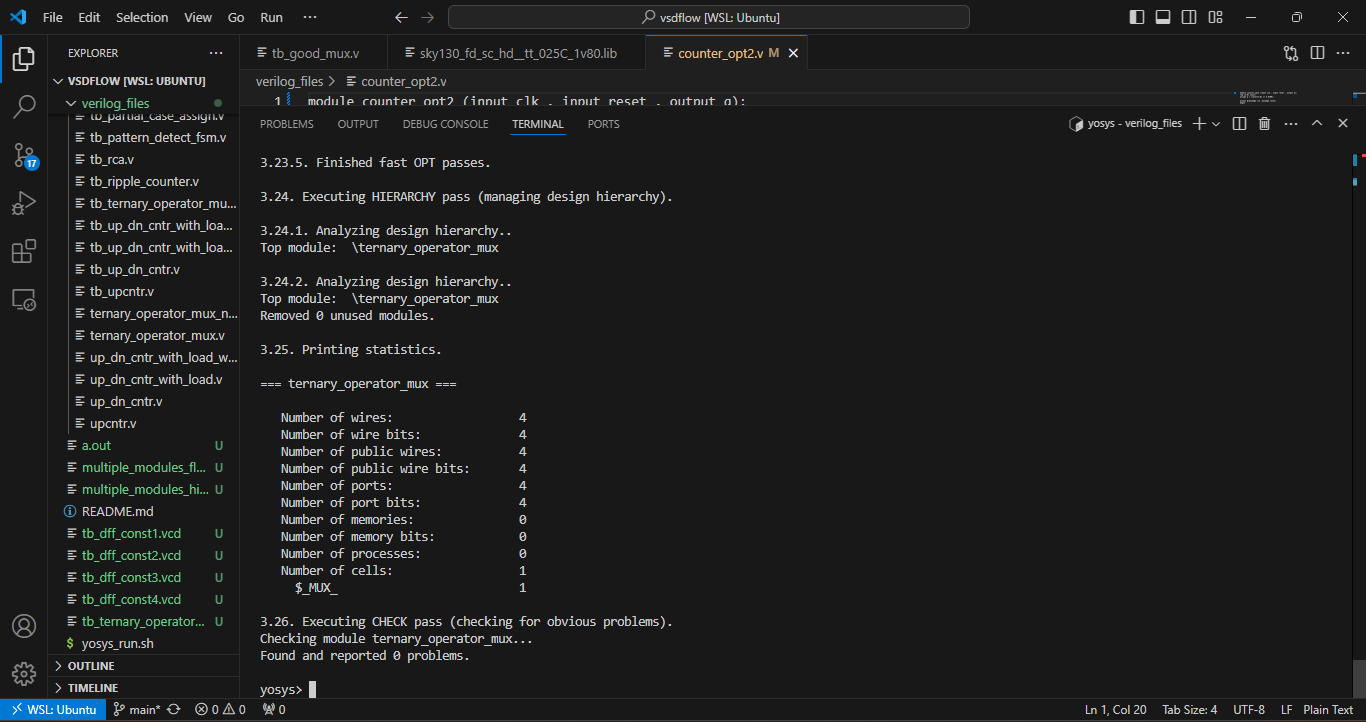 File Edit Selection View Go Run ··· vsdflow [WSL: Ubuntu]
EXPLORER ···
VSDFLOW [WSL: UBUNTU]
verilog_files
tb_partial_case_assign.v
tb_pattern_detect_fsm.v
tb_rca.v
tb_ripple_counter.v
tb_ternary_operator_mu...
tb_up_dn_cntr_with_loa...
tb_up_dn_cntr_with_loa...
tb_up_dn_cntr.v
tb_upcntr.v
ternary_operator_mux_n...
ternary_operator_mux.v
up_dn_cntr_with_load_w...
up_dn_cntr_with_load.v
up_dn_cntr.v
upcntr.v
a.out U
multiple_modules_fl... U
multiple_modules_hi... U
README.md
tb_dff_const1.vcd U
tb_dff_const2.vcd U
tb_dff_const3.vcd U
tb_dff_const4.vcd U
tb_ternary_operator... U
$ yosys_run.sh
OUTLINE
TIMELINE
17
tb_good_mux.v sky130_fd_sc_hd__tt_025C_1v80.lib counter_opt2.v M
verilog_files > counter_opt2.v
1 module counter_opt2 (input clk , input reset , output q);
PROBLEMS OUTPUT DEBUG CONSOLE TERMINAL PORTS yosys - verilog_files
3.23.5. Finished fast OPT passes.
3.24. Executing HIERARCHY pass (managing design hierarchy).
3.24.1. Analyzing design hierarchy..
Top module:  \ternary_operator_mux
3.24.2. Analyzing design hierarchy..
Top module:  \ternary_operator_mux
Removed 0 unused modules.
3.25. Printing statistics.
=== ternary_operator_mux ===
Number of wires: 4
Number of wire bits: 4
Number of public wires: 4
Number of public wire bits: 4
Number of ports: 4
Number of port bits: 4
Number of memories: 0
Number of memory bits: 0
Number of processes: 0
Number of cells: 1
$_MUX_ 1
3.26. Executing CHECK pass (checking for obvious problems).
Checking module ternary_operator_mux...
Found and reported 0 problems.
yosys>
WSL: Ubuntu main* 0 0 0 Ln 1, Col 20 Tab Size: 4 UTF-8 LF Plain Text